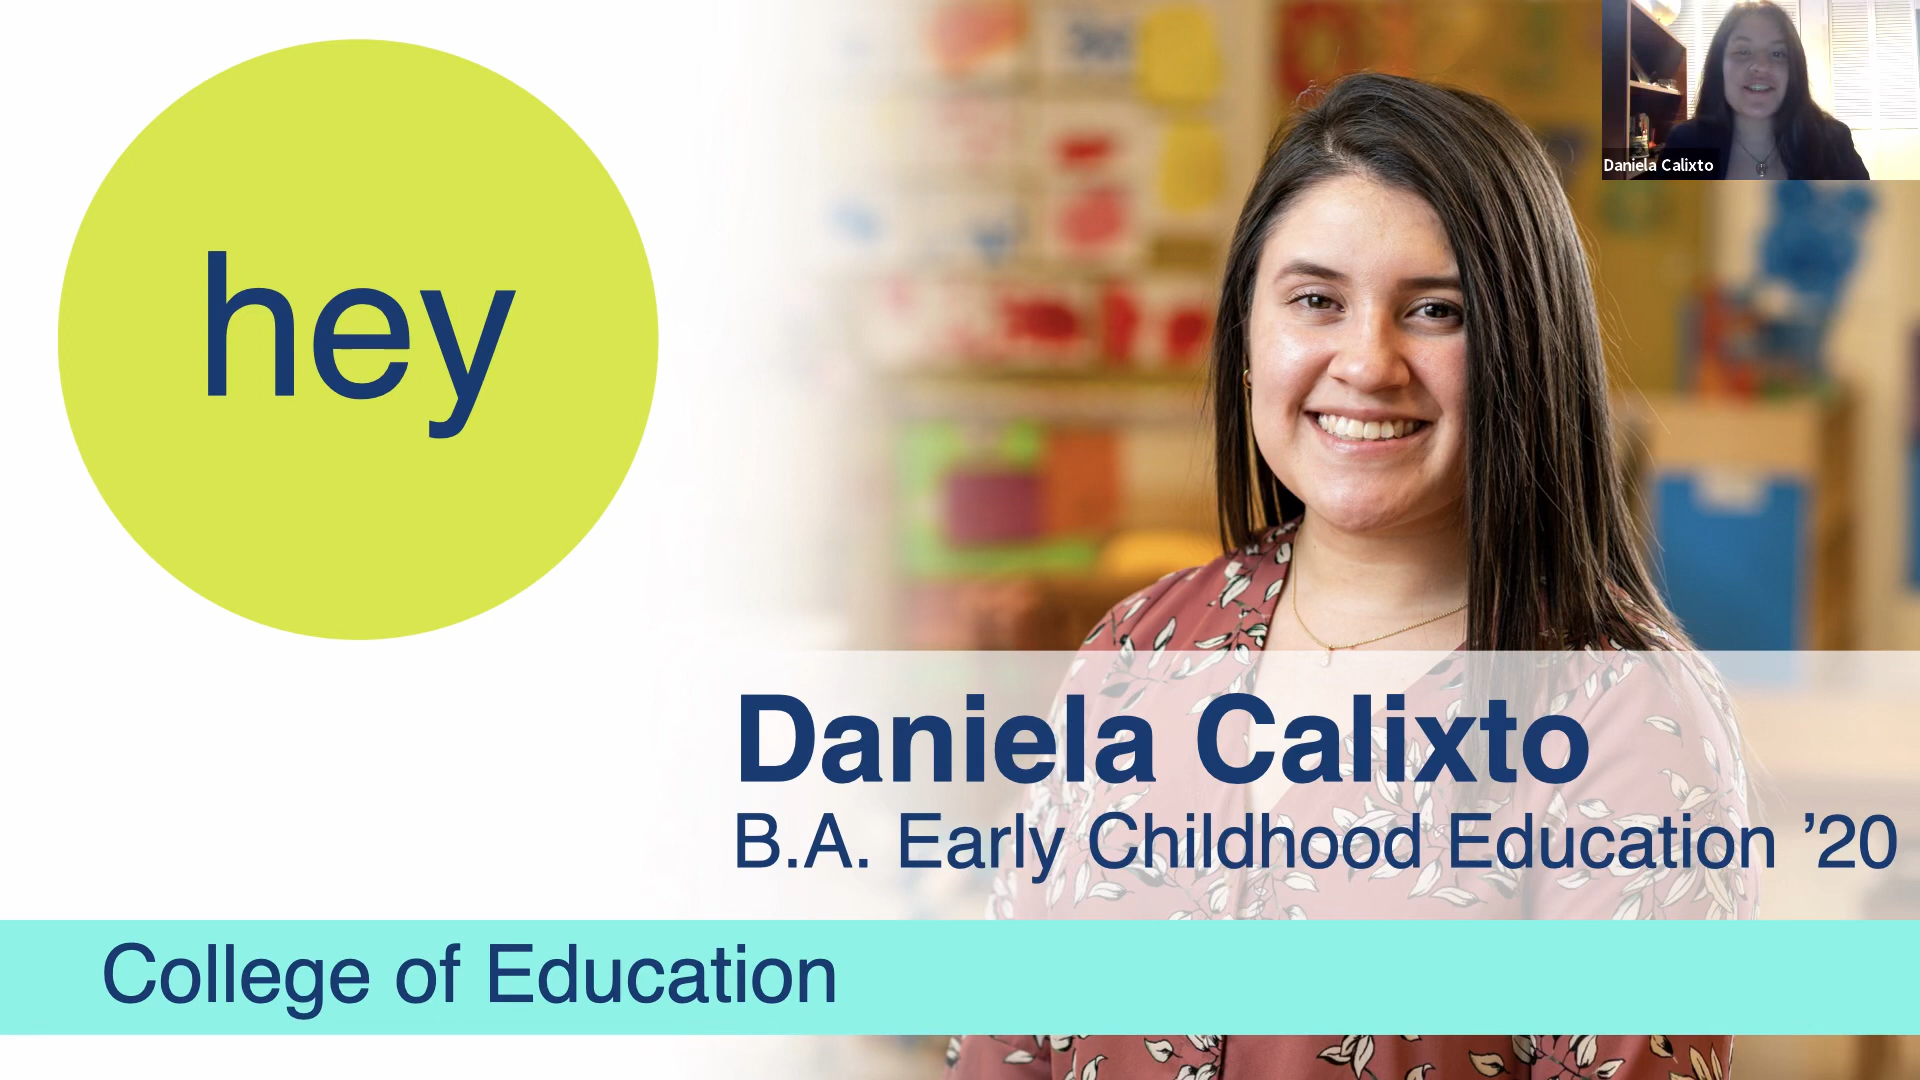 hey
Daniela Calixto
Daniela Calixto
B.A. Early Childhood Education ’20
College of Education